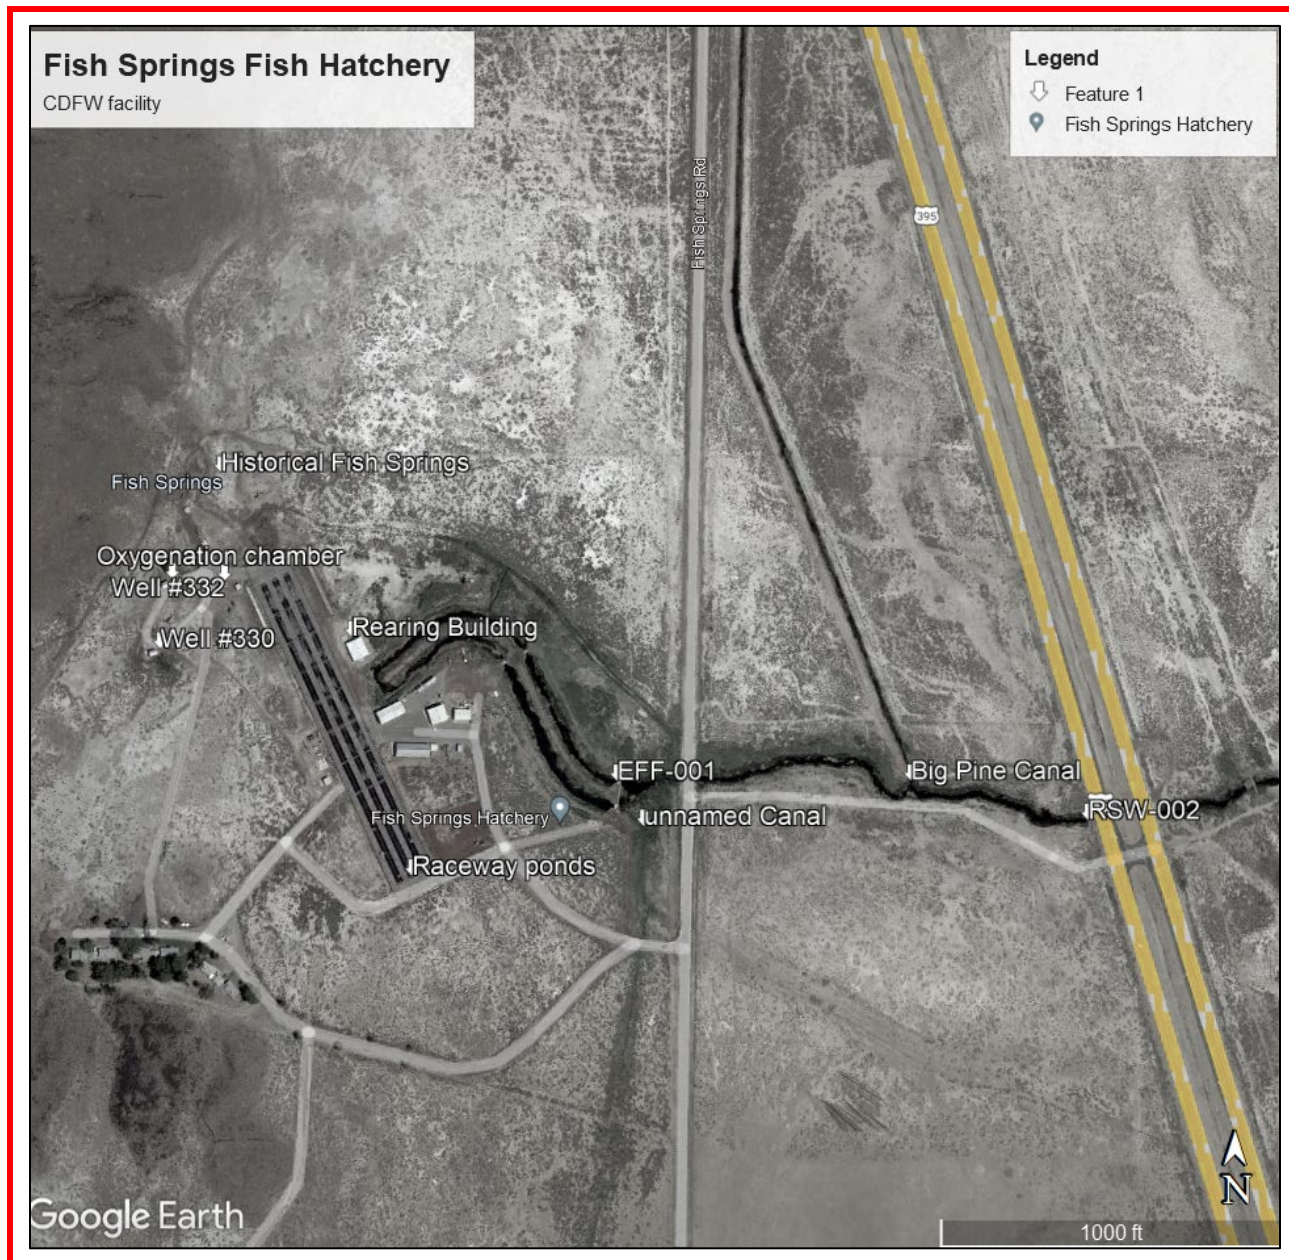 Fish Springs Fish Hatchery
CDFW facility
Legend
Feature 1
Fish Springs Hatchery
Fish Springs Rd
395
Historical Fish Springs
Fish Springs
Oxygenation chamber
Well #332
Well #330
Rearing Building
EFF-001
Big Pine Canal
RSW-002
Fish Springs Hatchery
unnamed Canal
Raceway ponds
N
Google Earth
1000 ft